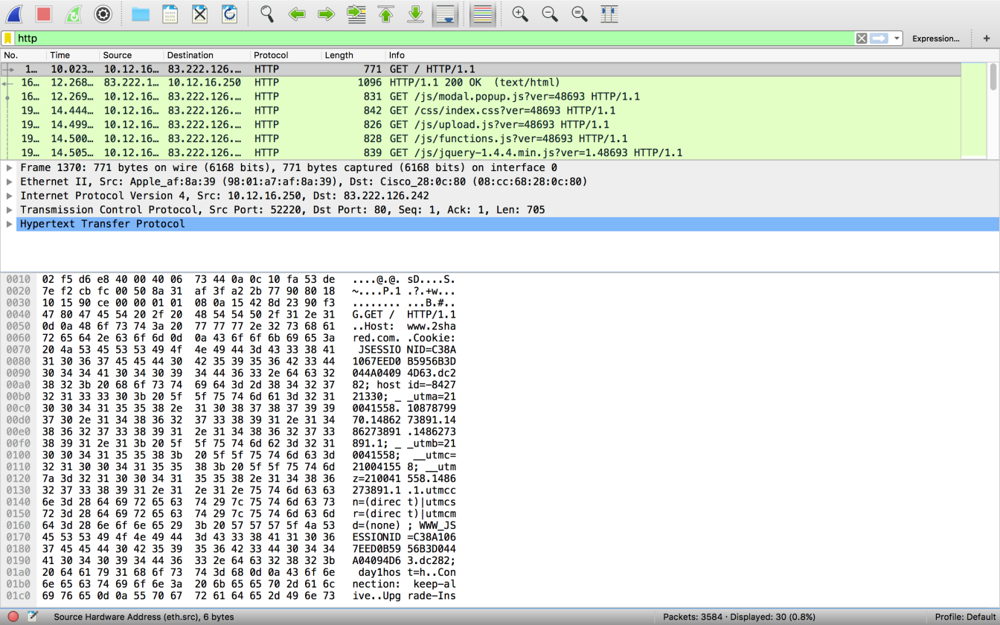 http
Expression...
+
No. Time Source Destination Protocol Length Info
1... 10.023... 10.12.16... 83.222.126.... HTTP 771 GET / HTTP/1.1
16... 12.268... 83.222.1... 10.12.16.250 HTTP 1096 HTTP/1.1 200 OK (text/html)
16... 12.269... 10.12.16... 83.222.126.... HTTP 831 GET /js/modal.popup.js?ver=48693 HTTP/1.1
19... 14.444... 10.12.16... 83.222.126.... HTTP 842 GET /css/index.css?ver=48693 HTTP/1.1
19... 14.499... 10.12.16... 83.222.126.... HTTP 826 GET /js/upload.js?ver=48693 HTTP/1.1
19... 14.500... 10.12.16... 83.222.126.... HTTP 828 GET /js/functions.js?ver=48693 HTTP/1.1
19... 14.505... 10.12.16... 83.222.126.... HTTP 839 GET /js/jquery-1.4.4.min.js?ver=1.48693 HTTP/1.1
Frame 1370: 771 bytes on wire (6168 bits), 771 bytes captured (6168 bits) on interface 0
Ethernet II, Src: Apple_af:8a:39 (98:01:a7:af:8a:39), Dst: Cisco_28:0c:80 (08:cc:68:28:0c:80)
Internet Protocol Version 4, Src: 10.12.16.250, Dst: 83.222.126.242
Transmission Control Protocol, Src Port: 52220, Dst Port: 80, Seq: 1, Ack: 1, Len: 705
Hypertext Transfer Protocol
0010 02 f5 d6 e8 40 00 40 06 73 44 0a 0c 10 fa 53 de ....@.@. sD....S.
0020 7e f2 cb fc 00 50 8a 31 af 3f a2 2b 77 90 80 18 ~....P.1 .?.+w...
0030 10 15 90 ce 00 00 01 01 08 0a 15 42 8d 23 90 f3 ........ ...B.#..
0040 47 80 47 45 54 20 2f 20 48 54 54 50 2f 31 2e 31 G.GET / HTTP/1.1
0050 0d 0a 48 6f 73 74 3a 20 77 77 77 2e 32 73 68 61 ..Host: www.2sha
0060 72 65 64 2e 63 6f 6d 0d 0a 43 6f 6f 6b 69 65 3a red.com. .Cookie:
0070 20 4a 53 45 53 53 49 4f 4e 49 44 3d 43 33 38 41 JSESSIO NID=C38A
0080 31 30 36 37 45 45 44 30 42 35 39 35 36 42 33 44 1067EED0 B5956B3D
0090 30 34 34 41 30 34 30 39 34 44 36 33 2e 64 63 32 044A0409 4D63.dc2
00a0 38 32 3b 20 68 6f 73 74 69 64 3d 2d 38 34 32 37 82; host id=-8427
00b0 32 31 33 33 30 3b 20 5f 5f 75 74 6d 61 3d 32 31 21330; _ _utma=21
00c0 30 30 34 31 35 35 38 2e 31 30 38 37 38 37 39 39 0041558. 10878799
00d0 37 30 2e 31 34 38 36 32 37 33 38 39 31 2e 31 34 70.14862 73891.14
00e0 38 36 32 37 33 38 39 31 2e 31 34 38 36 32 37 33 86273891 .1486273
00f0 38 39 31 2e 31 3b 20 5f 5f 75 74 6d 62 3d 32 31 891.1; _ _utmb=21
0100 30 30 34 31 35 35 38 3b 20 5f 5f 75 74 6d 63 3d 0041558; __utmc=
0110 32 31 30 30 34 31 35 35 38 3b 20 5f 5f 75 74 6d 21004155 8; __utm
0120 7a 3d 32 31 30 30 34 31 35 35 38 2e 31 34 38 36 z=210041 558.1486
0130 32 37 33 38 39 31 2e 31 2e 31 2e 75 74 6d 63 63 273891.1 .1.utmcc
0140 6e 3d 28 64 69 72 65 63 74 29 7c 75 74 6d 63 73 n=(direc t)|utmcs
0150 72 3d 28 64 69 72 65 63 74 29 7c 75 74 6d 63 6d r=(direc t)|utmcm
0160 64 3d 28 6e 6f 6e 65 29 3b 20 57 57 57 5f 4a 53 d=(none) ; WWW_JS
0170 45 53 53 49 4f 4e 49 44 3d 43 33 38 41 31 30 36 ESSIONID =C38A106
0180 37 45 45 44 30 42 35 39 35 36 42 33 44 30 34 34 7EED0B59 56B3D044
0190 41 30 34 30 39 34 44 36 33 2e 64 63 32 38 32 3b A04094D6 3.dc282;
01a0 20 64 61 79 31 68 6f 73 74 3d 68 0d 0a 43 6f 6e day1hos t=h..Con
01b0 6e 65 63 74 69 6f 6e 3a 20 6b 65 65 70 2d 61 6c nection: keep-al
01c0 69 76 65 0d 0a 55 70 67 72 61 64 65 2d 49 6e 73 ive..Upg rade-Ins
Source Hardware Address (eth.src), 6 bytes
Packets: 3584 · Displayed: 30 (0.8%)
Profile: Default